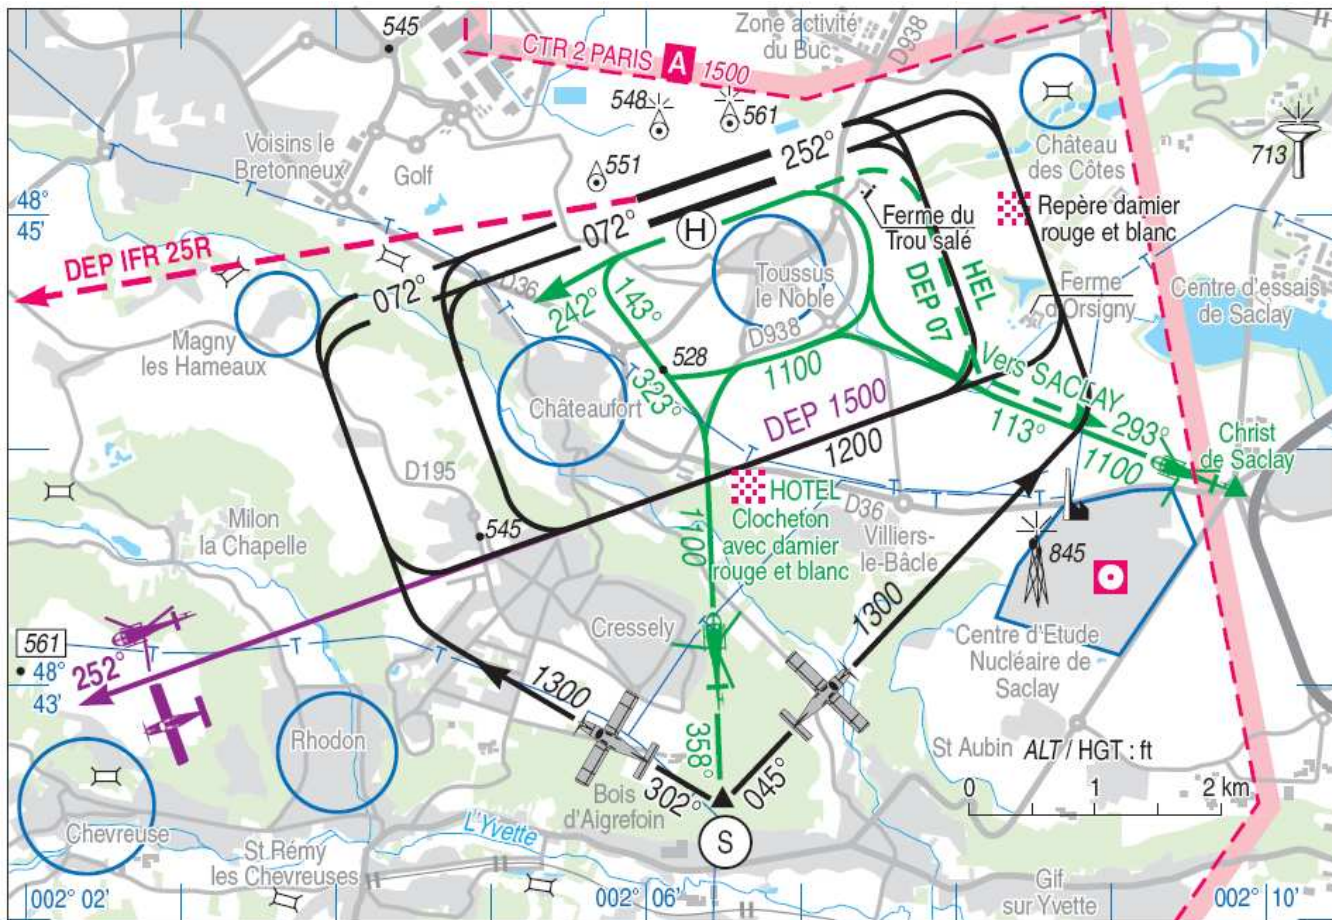 545
CTR 2 PARIS A 1500
Zone activité
du Buc
D938
548
561
Voisins le
Bretonneux
Golf
551
252°
Château
des Côtes
713
48°
45'
DEP IFR 25R
072°
H
Ferme du
Trou salé
Repère damier
rouge et blanc
D36
072°
242°
143°
Toussus
le Noble
DEP 07
HEL
Ferme
d'Orsigny
Centre d'essais
de Saclay
Magny
les Hameaux
D938
528
323°
1100
Vers SACLAY
Châteaufort
DEP 1500
1200
113°
293°
1100
Christ
de Saclay
D195
HOTEL
Clocheton
avec damier
rouge et blanc
D36
Villiers-
le-Bâcle
1100
545
Milon
la Chapelle
845
561
48°
43'
252°
Cressely
1300
Centre d'Etude
Nucléaire de
Saclay
1300
Rhodon
358°
St Aubin
ALT / HGT : ft
0 1 2 km
302°
045°
Bois
d'Aigrefoin
S
Chevreuse
L'Yvette
St Rémy
les Chevreuses
Gif
sur Yvette
002° 02'
002° 06'
002° 10'